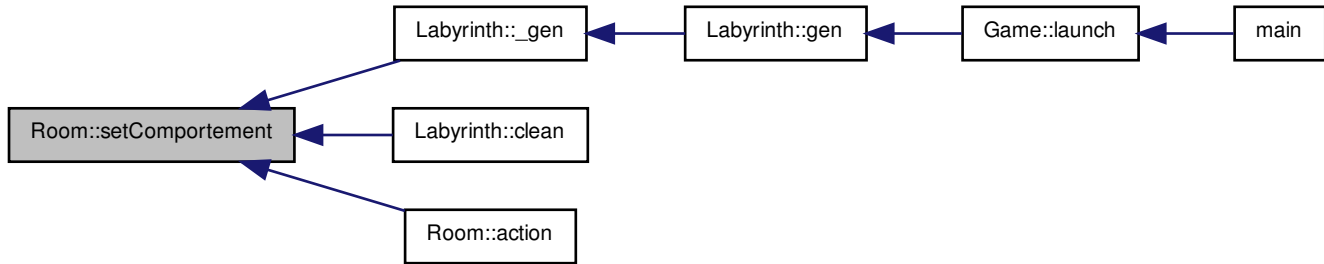 Labyrinth::_gen
Labyrinth::gen
Game::launch
main
Room::setComportement
Labyrinth::clean
Room::action